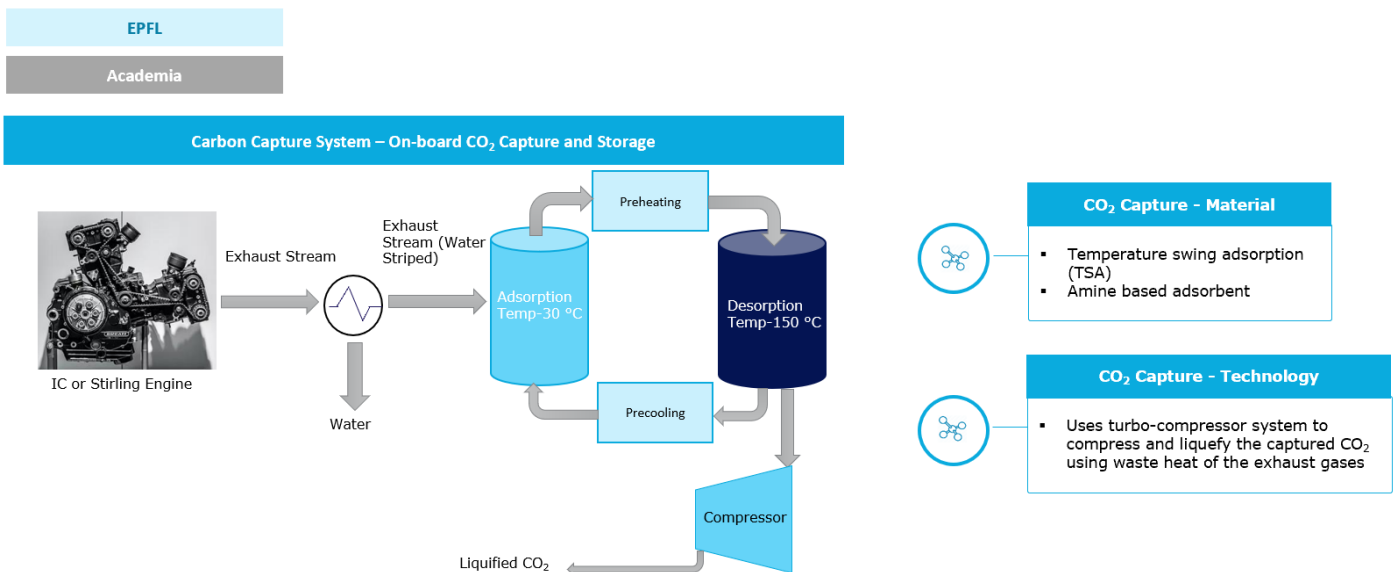 EPFL
Academia
Carbon Capture System – On-board CO₂ Capture and Storage
Exhaust Stream
Exhaust
Stream (Water
Striped)
Preheating
Adsorption
Temp-30 °C
Desorption
Temp-150 °C
IC or Stirling Engine
Water
Precooling
Compressor
Liquified CO₂
CO₂ Capture - Material
▪ Temperature swing adsorption
(TSA)
▪ Amine based adsorbent
CO₂ Capture - Technology
▪ Uses turbo-compressor system to
compress and liquefy the captured CO₂
using waste heat of the exhaust gases